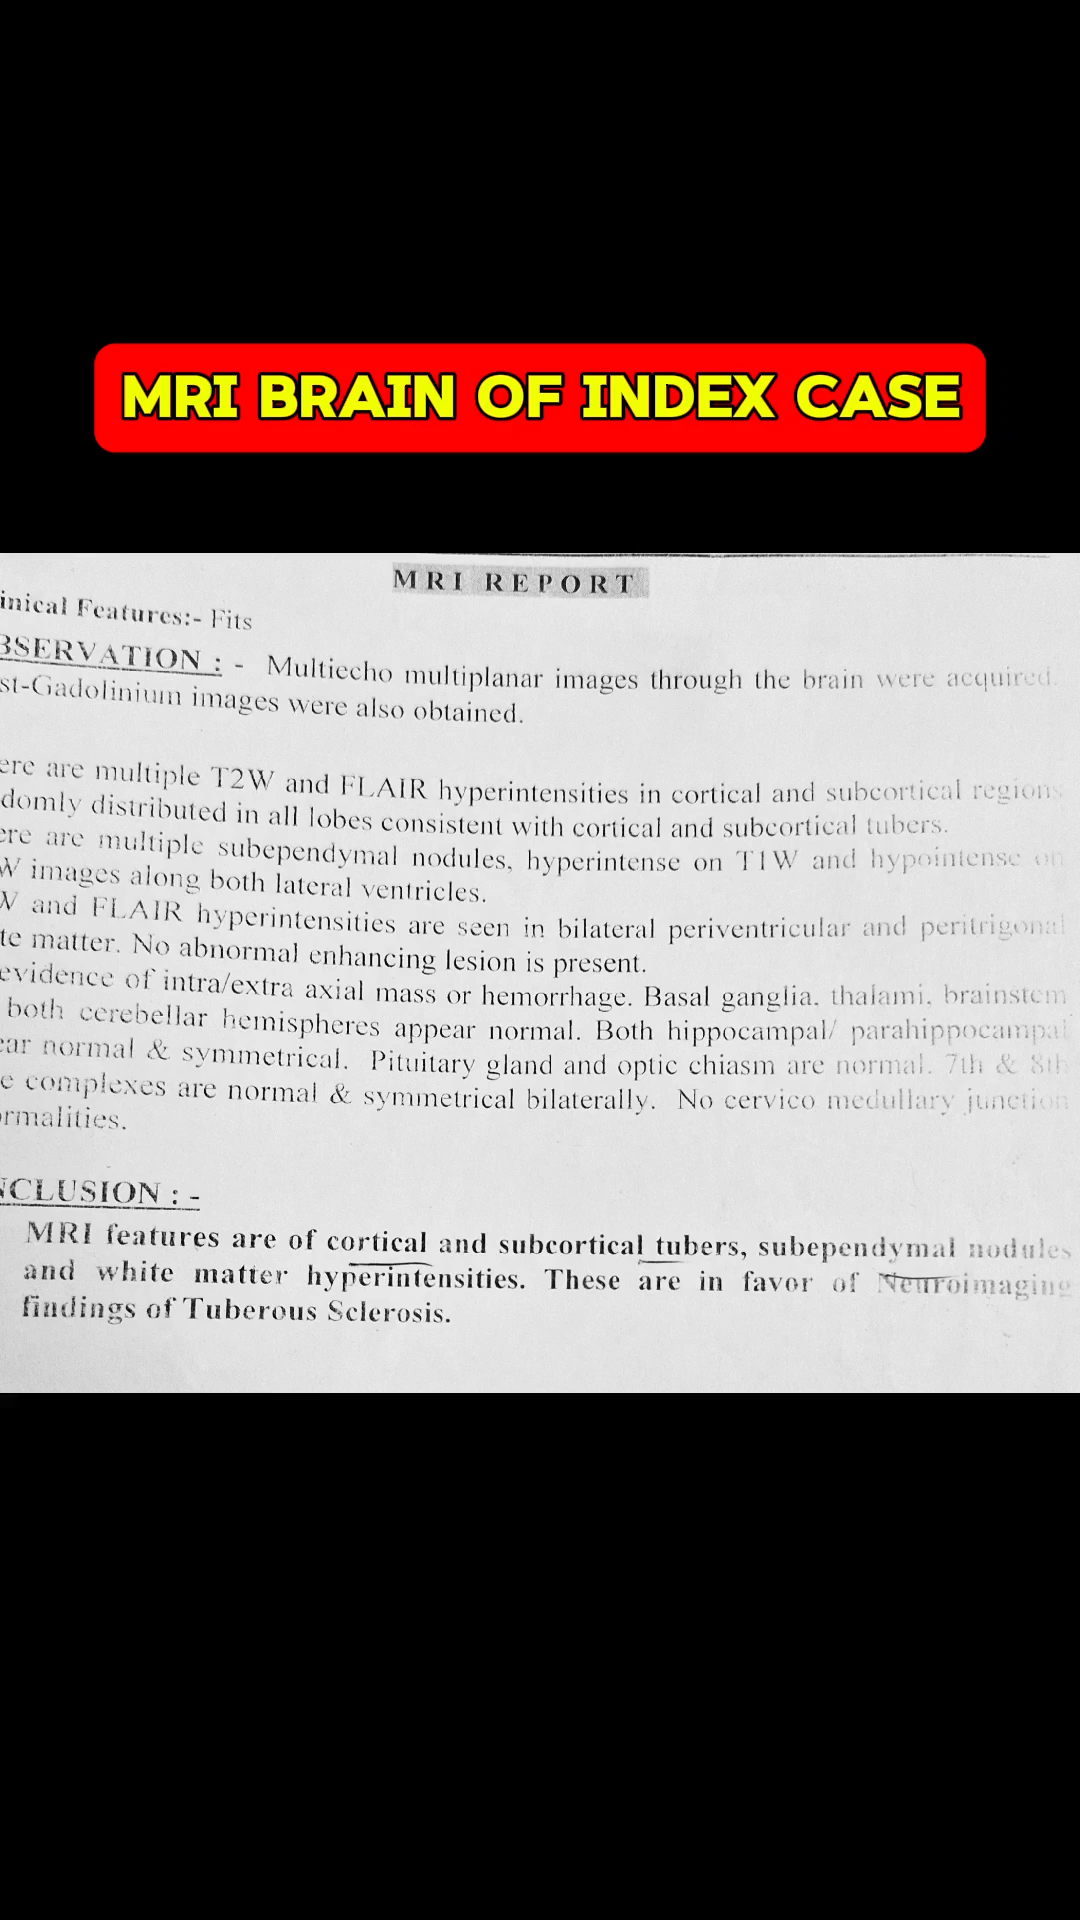 MRI BRAIN OF INDEX CASE
MRI REPORT
inical Features:- Fits
BSERVATION : - Multiecho multiplanar images through the brain were acquired.
st-Gadolinium images were also obtained.
ere are multiple T2W and FLAIR hyperintensities in cortical and subcortical regions
domly distributed in all lobes consistent with cortical and subcortical tubers.
ere are multiple subependymal nodules, hyperintense on T1W and hypointense on
W images along both lateral ventricles.
W and FLAIR hyperintensities are seen in bilateral periventricular and peritrigonal
te matter. No abnormal enhancing lesion is present.
evidence of intra/extra axial mass or hemorrhage. Basal ganglia, thalami, brainstem
both cerebellar hemispheres appear normal. Both hippocampal/ parahippocampal
ear normal & symmetrical. Pituitary gland and optic chiasm are normal. 7th & 8th
e complexes are normal & symmetrical bilaterally. No cervico medullary junction
ormalities.
NCLUSION : -
MRI features are of cortical and subcortical tubers, subependymal nodules
and white matter hyperintensities. These are in favor of Neuroimaging
findings of Tuberous Sclerosis.